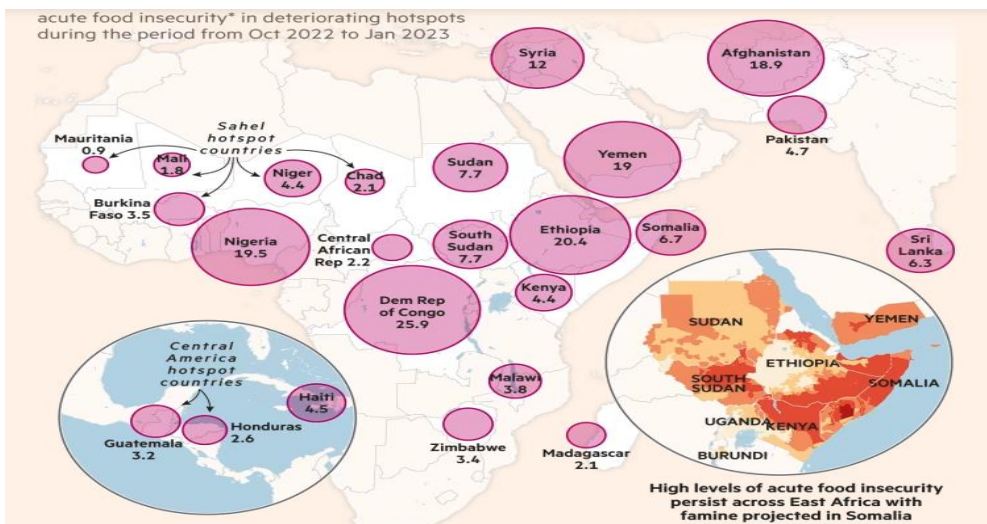 acute food insecurity* in deteriorating hotspots
during the period from Oct 2022 to Jan 2023
Syria
12
Afghanistan
18.9
Pakistan
4.7
Mauritania
0.9
Sahel
hotspot
countries
Mali
1.8
Niger
4.4
Chad
2.1
Sudan
7.7
Yemen
19
Burkina
Faso 3.5
Nigeria
19.5
Central
African
Rep 2.2
South
Sudan
7.7
Ethiopia
20.4
Somalia
6.7
Sri
Lanka
6.3
Dem Rep
of Congo
25.9
Kenya
4.4
Malawi
3.8
Zimbabwe
3.4
Madagascar
2.1
Central
America
hotspot
countries
Haiti
4.5
Guatemala
3.2
Honduras
2.6
SUDAN
YEMEN
ETHIOPIA
SOUTH
SUDAN
SOMALIA
UGANDA
KENYA
BURUNDI
High levels of acute food insecurity
persist across East Africa with
famine projected in Somalia